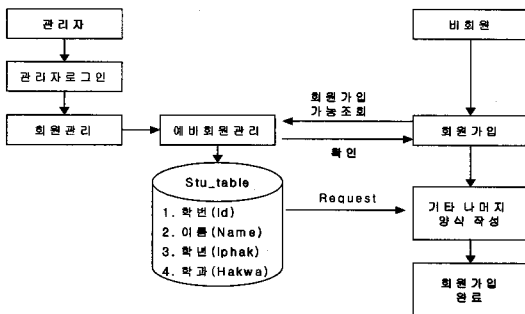 관리자
비회원
관리자로그인
회원가입
가능조회
회원관리
예비회원관리
회원가입
확인
Stu_table
1. 학번(Id)
2. 이름(Name)
3. 학년(Iphak)
4. 학과(Hakwa)
Request
기타 나머지
양식 작성
회원가입
완료